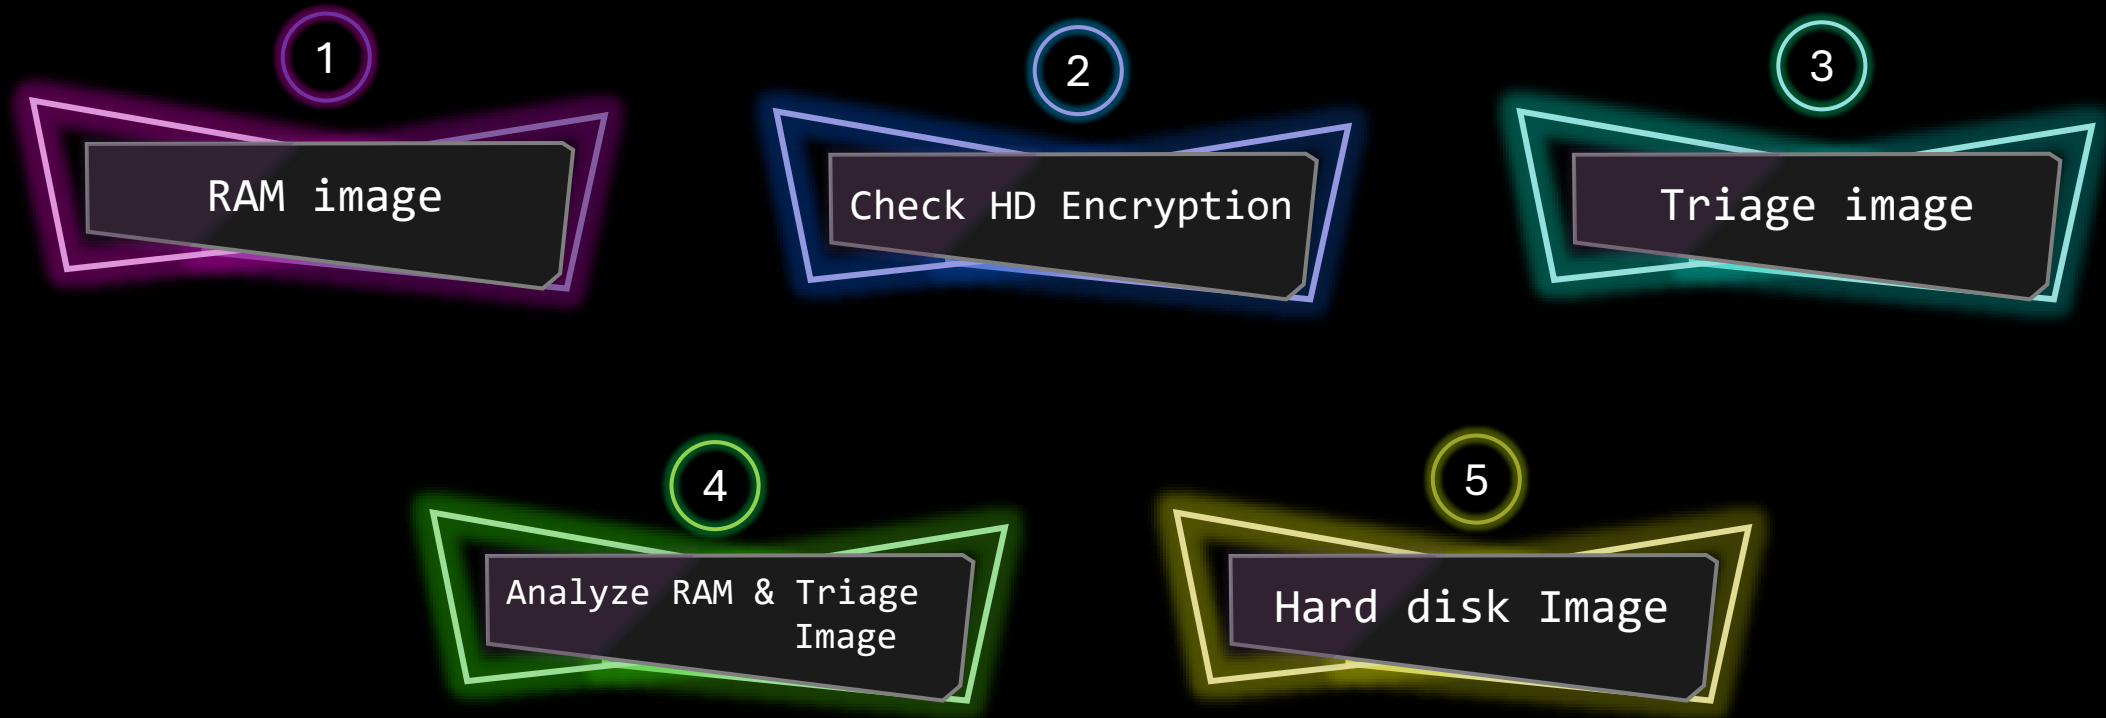 1
RAM image
2
Check HD Encryption
3
Triage image
4
Analyze RAM & Triage
Image
5
Hard disk Image